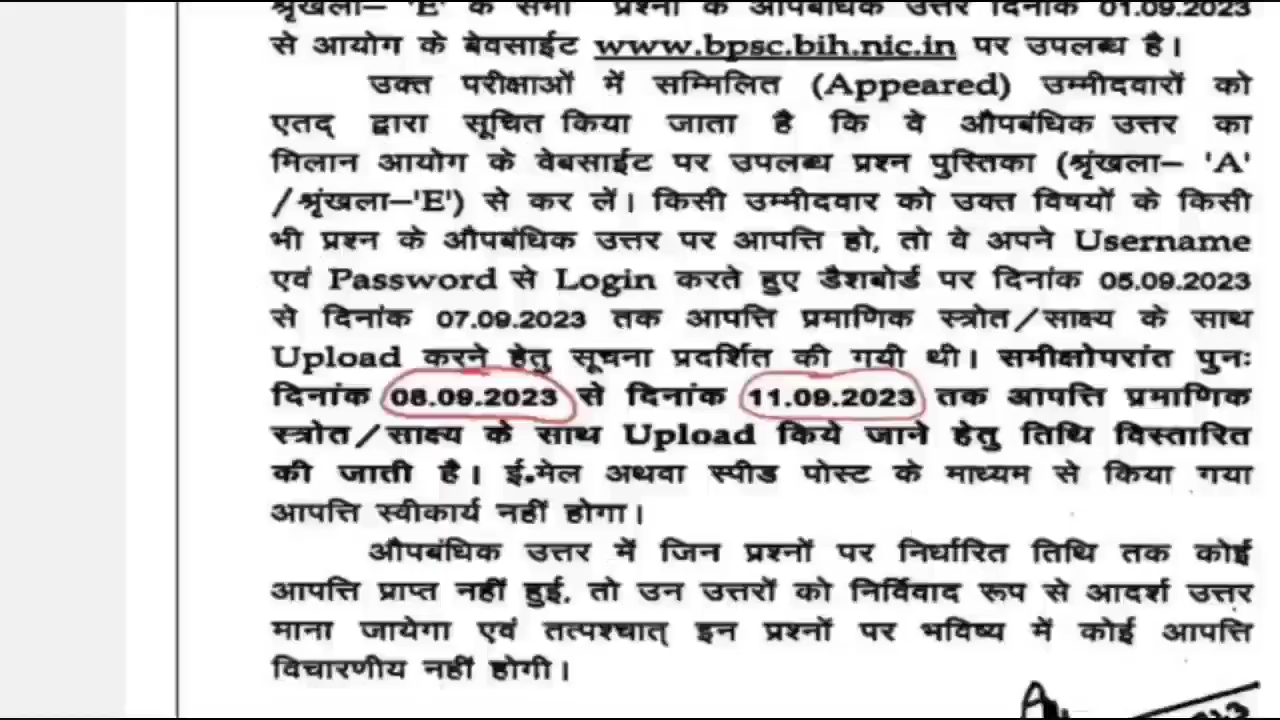 श्रृंखला– 'E' के सभी प्रश्नों के औपबंधिक उत्तर दिनांक 01.09.2023
से आयोग के बेवसाईट www.bpsc.bih.nic.in पर उपलब्ध है।
उक्त परीक्षाओं में सम्मिलित (Appeared) उम्मीदवारों को
एतद् द्वारा सूचित किया जाता है कि वे औपबंधिक उत्तर का
मिलान आयोग के वेबसाईट पर उपलब्ध प्रश्न पुस्तिका (श्रृंखला– 'A'
/श्रृंखला–'E') से कर लें। किसी उम्मीदवार को उक्त विषयों के किसी
भी प्रश्न के औपबंधिक उत्तर पर आपत्ति हो, तो वे अपने Username
एवं Password से Login करते हुए डैशबोर्ड पर दिनांक 05.09.2023
से दिनांक 07.09.2023 तक आपत्ति प्रमाणिक स्त्रोत/साक्ष्य के साथ
Upload करने हेतु सूचना प्रदर्शित की गयी थी। समीक्षोपरांत पुनः
दिनांक 08.09.2023 से दिनांक 11.09.2023 तक आपत्ति प्रमाणिक
स्त्रोत/साक्ष्य के साथ Upload किये जाने हेतु तिथि विस्तारित
की जाती है। ई.मेल अथवा स्पीड पोस्ट के माध्यम से किया गया
आपत्ति स्वीकार्य नहीं होगा।
औपबंधिक उत्तर में जिन प्रश्नों पर निर्धारित तिथि तक कोई
आपत्ति प्राप्त नहीं हुई, तो उन उत्तरों को निर्विवाद रूप से आदर्श उत्तर
माना जायेगा एवं तत्पश्चात् इन प्रश्नों पर भविष्य में कोई आपत्ति
विचारणीय नहीं होगी।